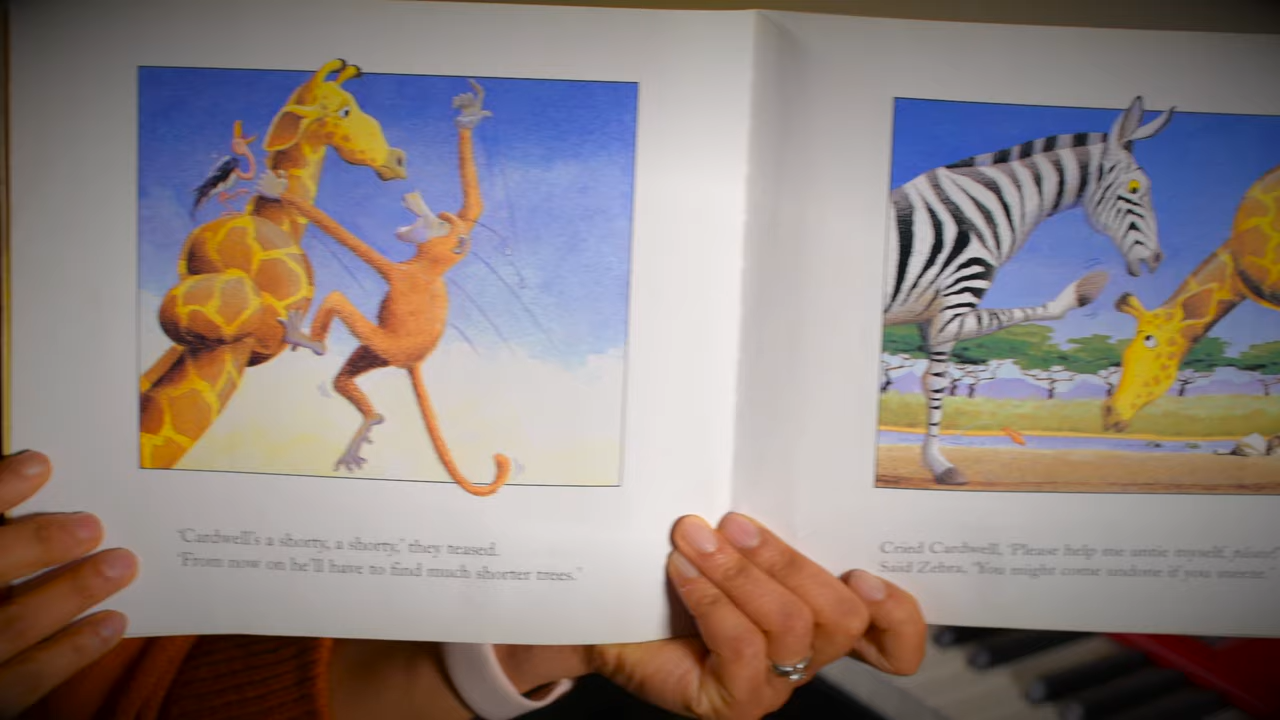 'Cardwell's a shorty, a shorty,' they teased.
'From now on he'll have to find much shorter trees.'
Cried Cardwell, 'Please help me untie myself, please!'
Said Zebra, 'You might come undone if you sneeze.'